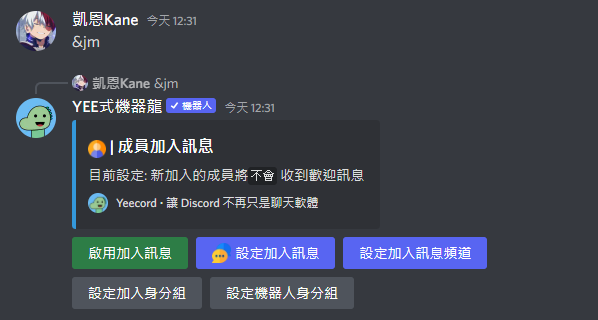 凱恩Kane 今天 12:31
&jm
凱恩Kane &jm
YEE式機器龍 ✓ 機器人 今天 12:31
| 成員加入訊息
目前設定: 新加入的成員將 不會 收到歡迎訊息
Yeecord · 讓 Discord 不再只是聊天軟體
啟用加入訊息 設定加入訊息 設定加入訊息頻道
設定加入身分組 設定機器人身分組